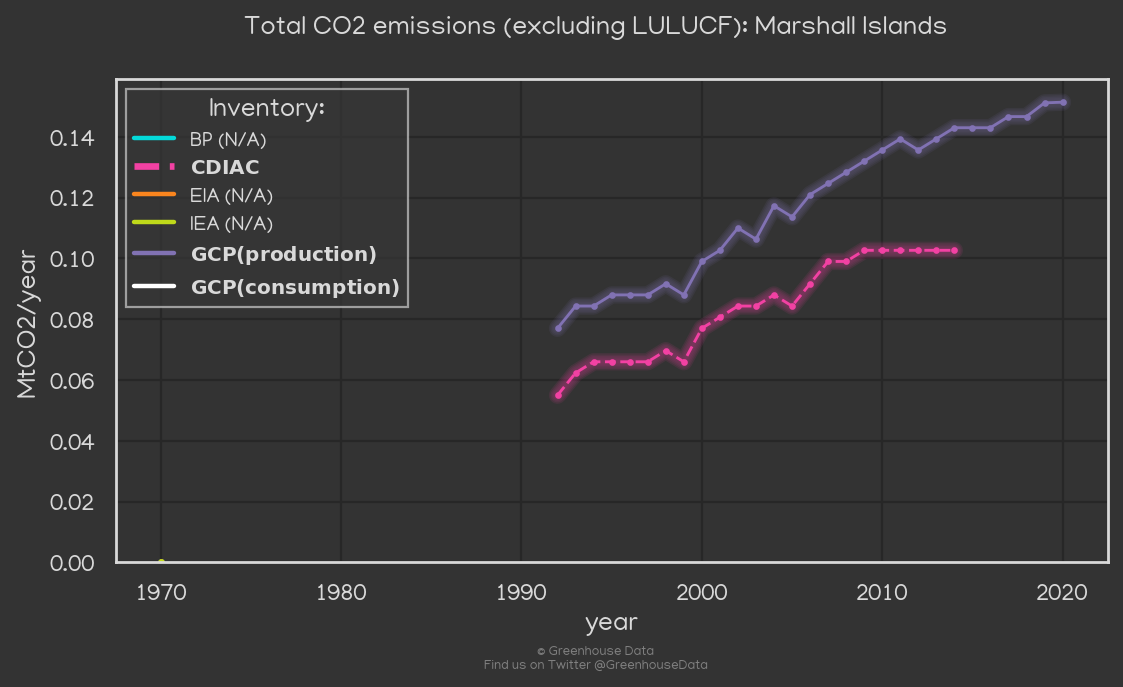 Total CO2 emissions (excluding LULUCF): Marshall Islands
Inventory:
BP (N/A)
CDIAC
EIA (N/A)
IEA (N/A)
GCP(production)
GCP(consumption)
MtCO2/year
0.14
0.12
0.10
0.08
0.06
0.04
0.02
0.00
1970 1980 1990 2000 2010 2020
year
© Greenhouse Data
Find us on Twitter @GreenhouseData